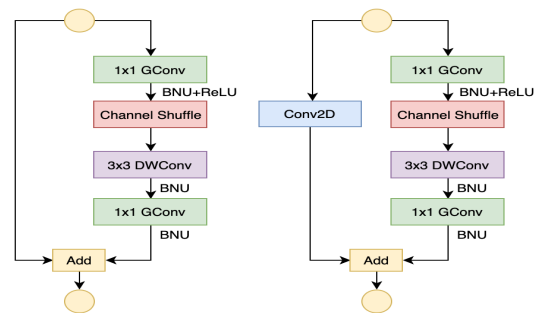 1x1 GConv
BNU+ReLU
Channel Shuffle
3x3 DWConv
BNU
1x1 GConv
BNU
Add
1x1 GConv
BNU+ReLU
Conv2D
Channel Shuffle
3x3 DWConv
BNU
1x1 GConv
BNU
Add